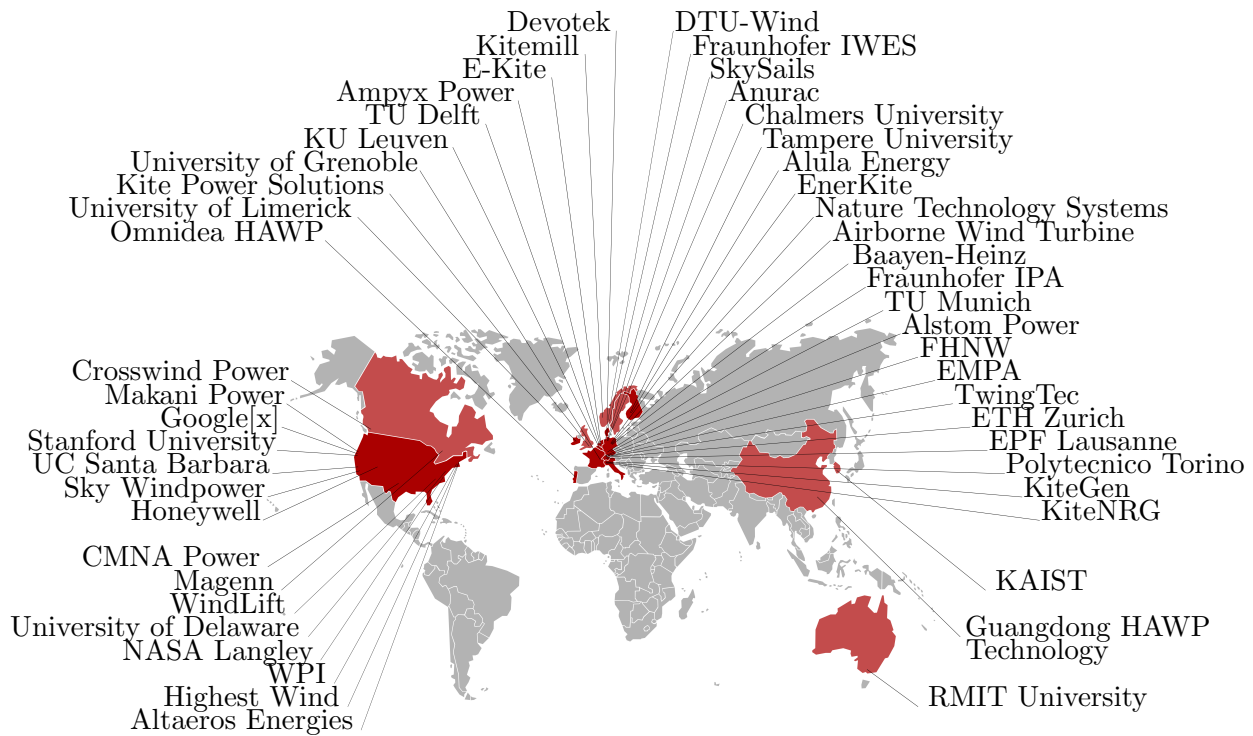 Devotek
Kitemill
E-Kite
Ampyx Power
TU Delft
KU Leuven
University of Grenoble
Kite Power Solutions
University of Limerick
Omnidea HAWP
DTU-Wind
Fraunhofer IWES
SkySails
Anurac
Chalmers University
Tampere University
Alula Energy
EnerKite
Nature Technology Systems
Airborne Wind Turbine
Baayen-Heinz
Fraunhofer IPA
TU Munich
Alstom Power
FHNW
EMPA
TwingTec
ETH Zurich
EPF Lausanne
Polytecnico Torino
KiteGen
KiteNRG
Crosswind Power
Makani Power
Google[x]
Stanford University
UC Santa Barbara
Sky Windpower
Honeywell
CMNA Power
Magenn
WindLift
University of Delaware
NASA Langley
WPI
Highest Wind
Altaeros Energies
KAIST
Guangdong HAWP
Technology
RMIT University